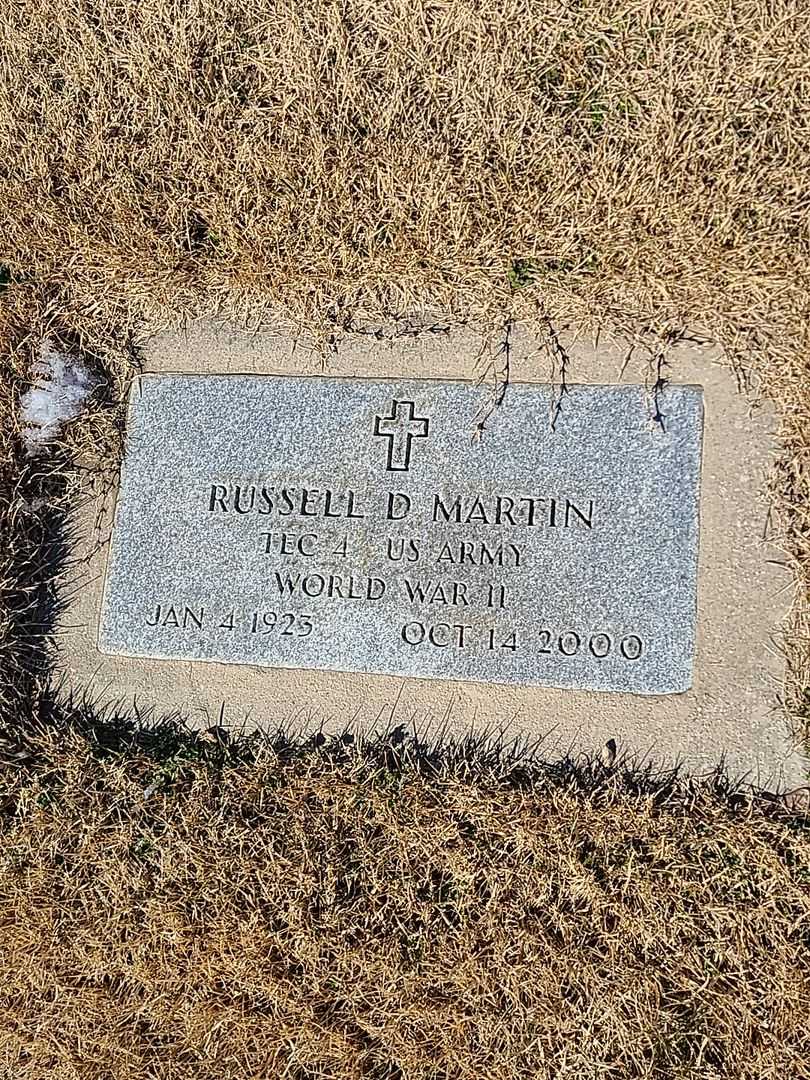 RUSSELL D MARTIN
TEC 4 US ARMY
WORLD WAR II
JAN 4 1923 OCT 14 2000